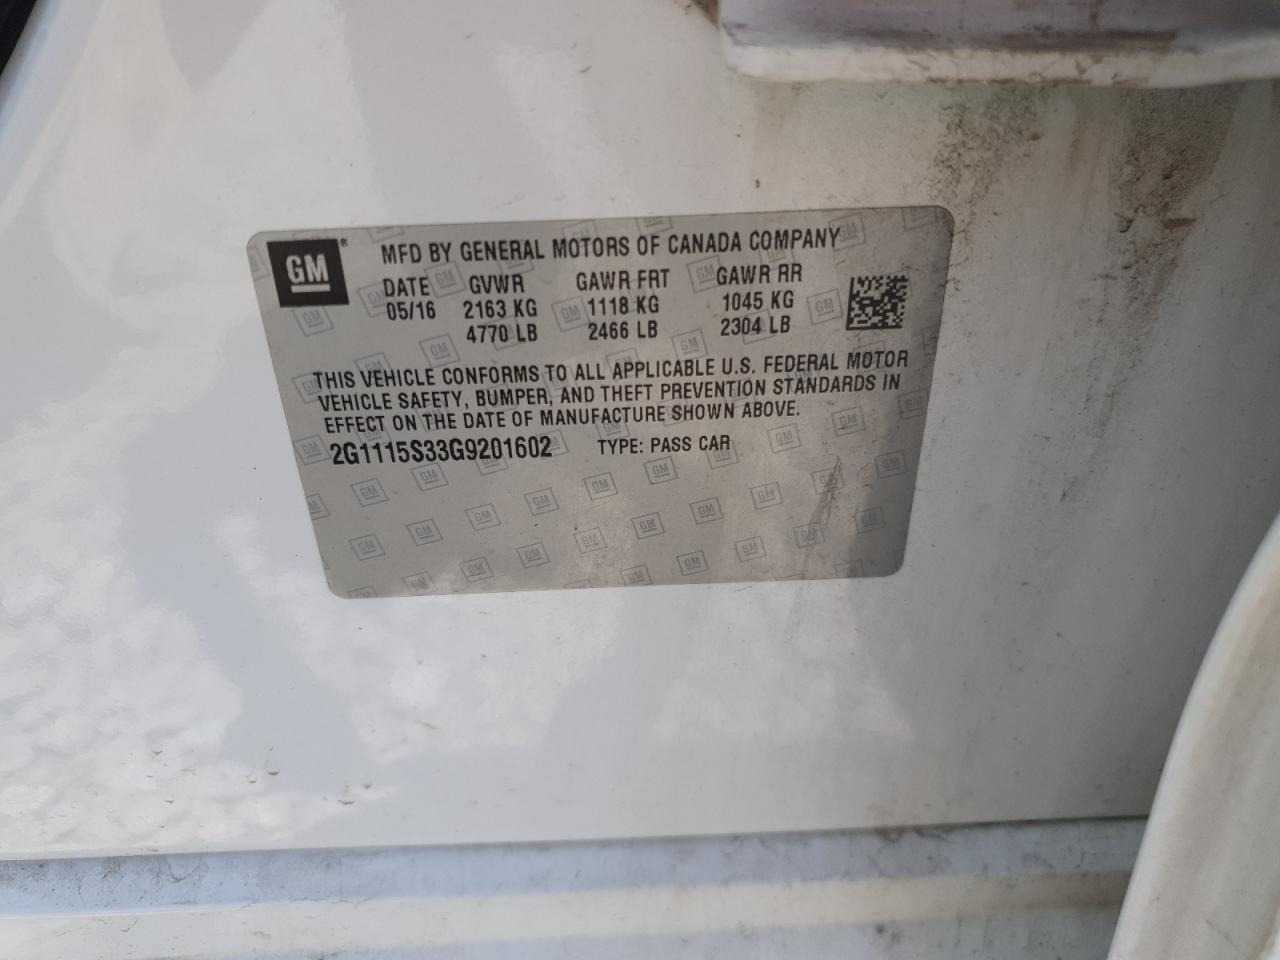 GM®
MFD BY GENERAL MOTORS OF CANADA COMPANY
DATE GVWR GAWR FRT GAWR RR
05/16 2163 KG 1118 KG 1045 KG
4770 LB 2466 LB 2304 LB
THIS VEHICLE CONFORMS TO ALL APPLICABLE U.S. FEDERAL MOTOR
VEHICLE SAFETY, BUMPER, AND THEFT PREVENTION STANDARDS IN
EFFECT ON THE DATE OF MANUFACTURE SHOWN ABOVE.
2G1115S33G9201602 TYPE: PASS CAR